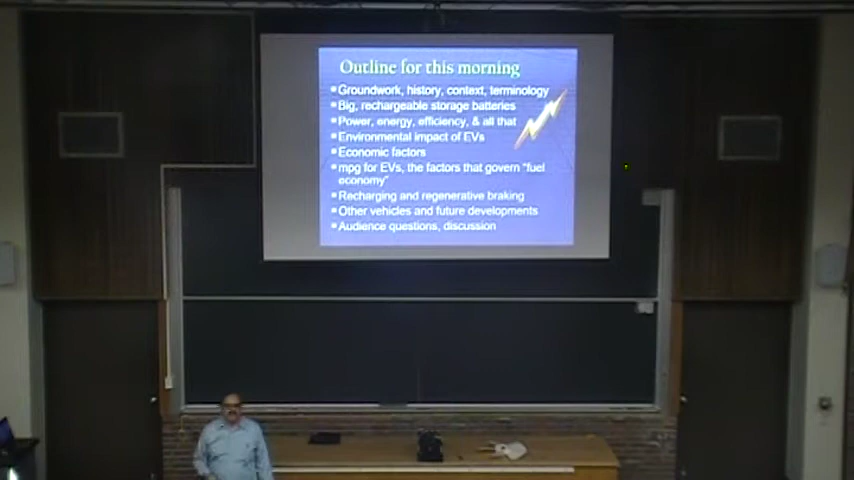 Outline for this morning
Groundwork, history, context, terminology
Big, rechargeable storage batteries
Power, energy, efficiency, & all that
Environmental impact of EVs
Economic factors
mpg for EVs, the factors that govern "fuel
economy"
Recharging and regenerative braking
Other vehicles and future developments
Audience questions, discussion